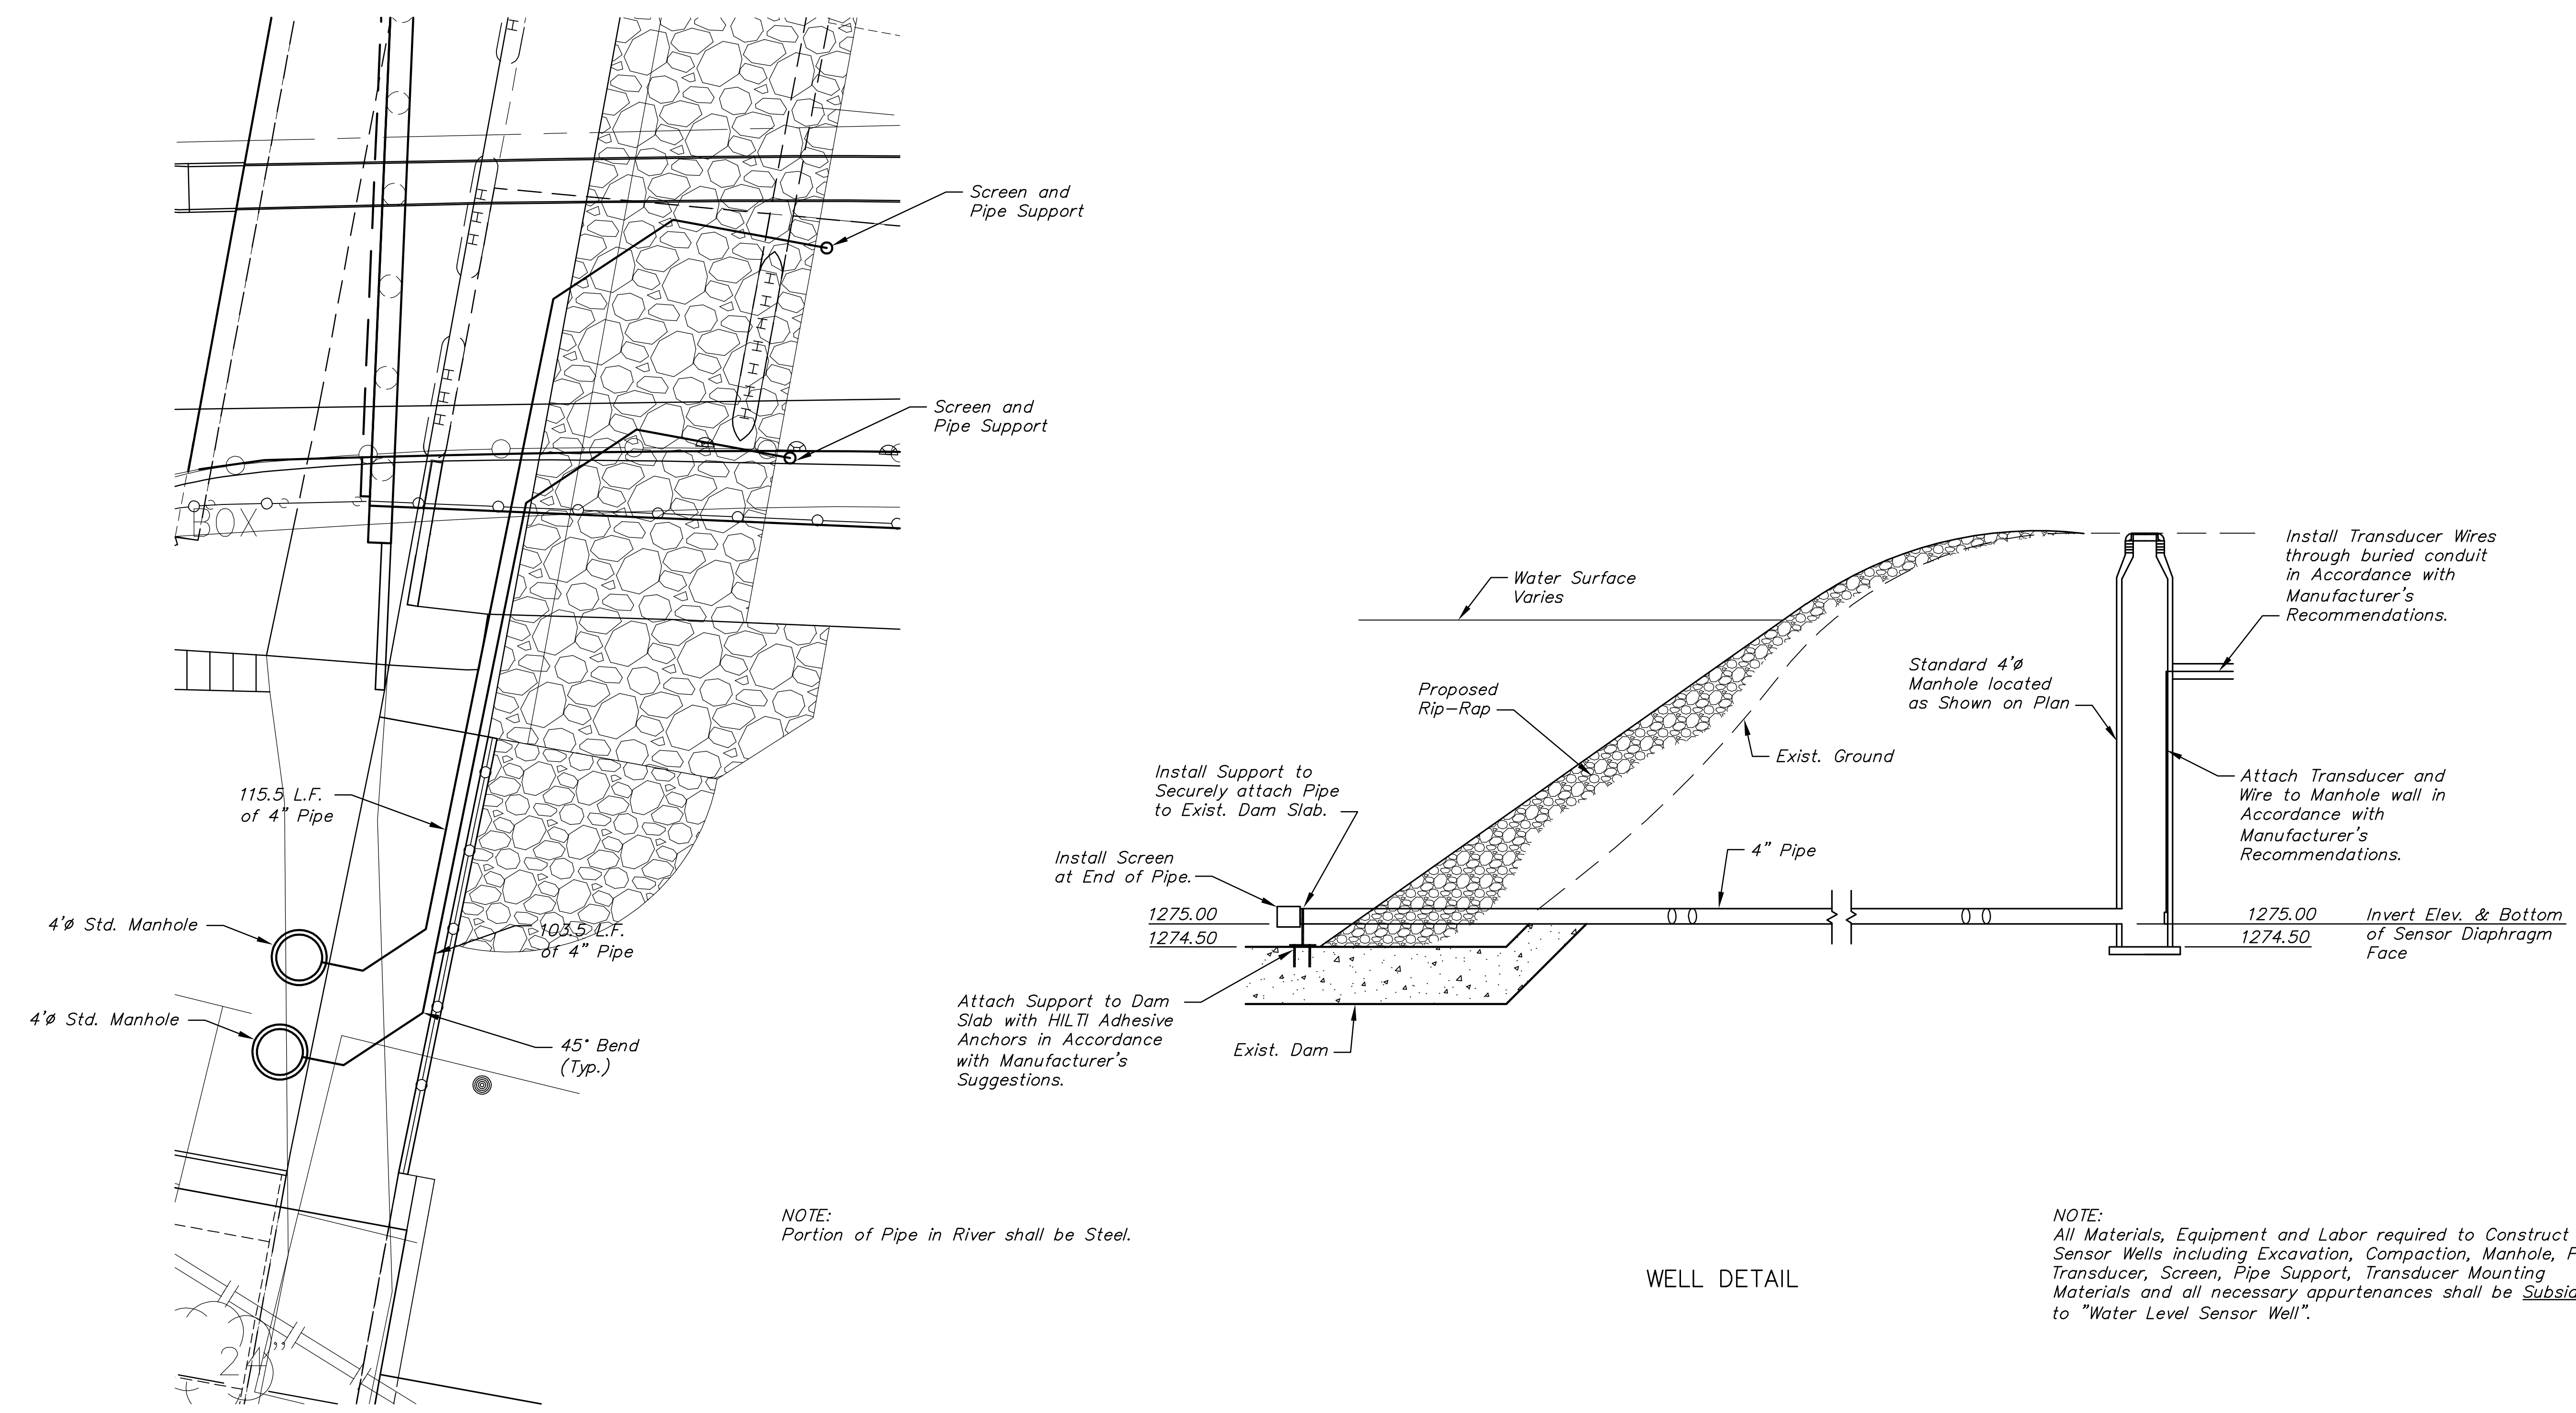 Screen and
Pipe Support
Screen and
Pipe Support
BOX
115.5 L.F.
of 4" Pipe
4'ø Std. Manhole
103.5 L.F.
of 4" Pipe
4'ø Std. Manhole
45° Bend
(Typ.)
24"
NOTE:
Portion of Pipe in River shall be Steel.
Water Surface
Varies
Proposed
Rip-Rap
Exist. Ground
Install Support to
Securely attach Pipe
to Exist. Dam Slab.
Install Screen
at End of Pipe.
4" Pipe
1275.00
1274.50
Attach Support to Dam
Slab with HILTI Adhesive
Anchors in Accordance
with Manufacturer's
Suggestions.
Exist. Dam
Install Transducer Wires
through buried conduit
in Accordance with
Manufacturer's
Recommendations.
Standard 4'ø
Manhole located
as Shown on Plan
Attach Transducer and
Wire to Manhole wall in
Accordance with
Manufacturer's
Recommendations.
1275.00
1274.50
Invert Elev. & Bottom
of Sensor Diaphragm
Face
WELL DETAIL
NOTE:
All Materials, Equipment and Labor required to Construct
Sensor Wells including Excavation, Compaction, Manhole,
Transducer, Screen, Pipe Support, Transducer Mounting
Materials and all necessary appurtenances shall be
to "Water Level Sensor Well".